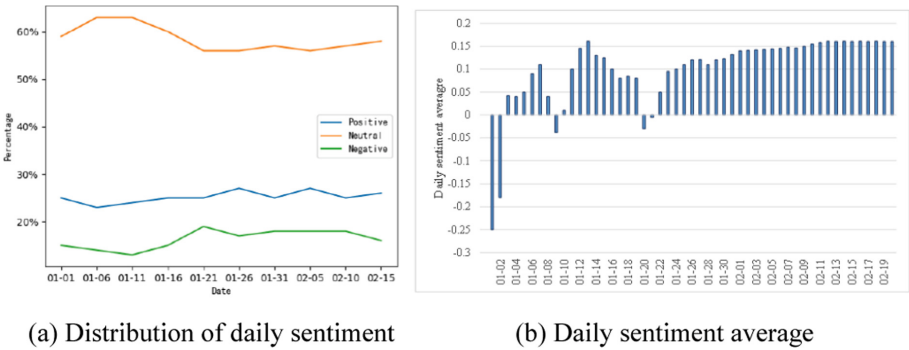 60%
50%
40%
30%
20%
Percentage
Positive
Neutral
Negative
01-01 01-06 01-11 01-16 01-21 01-26 01-31 02-05 02-10 02-15
Date
(a) Distribution of daily sentiment
0.2
0.15
0.1
0.05
0
-0.05
-0.1
-0.15
-0.2
-0.25
-0.3
Daily sentiment averagre
01-02 01-04 01-06 01-08 01-10 01-12 01-14 01-16 01-18 01-20 01-22 01-24 01-26 01-28 01-30 02-01 02-03 02-05 02-07 02-09 02-11 02-13 02-15 02-17 02-19
(b) Daily sentiment average